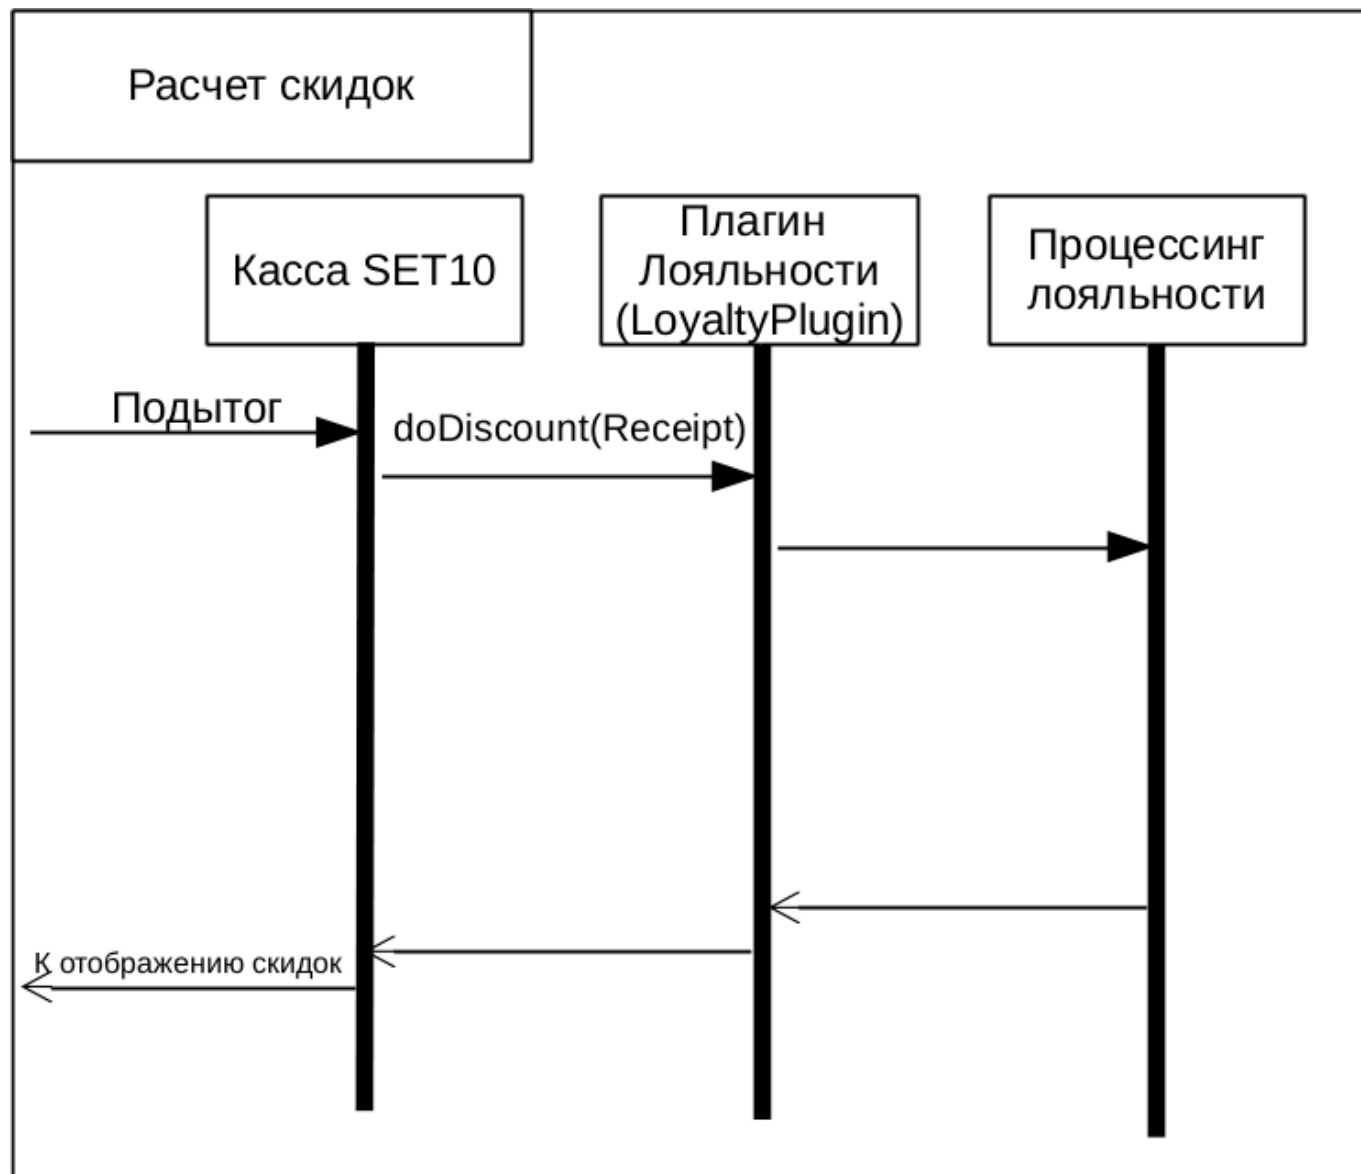 Расчет скидок
Касса SET10
Плагин
Лояльности
(LoyaltyPlugin)
Процессинг
лояльности
Подытог
doDiscount(Receipt)
К отображению скидок